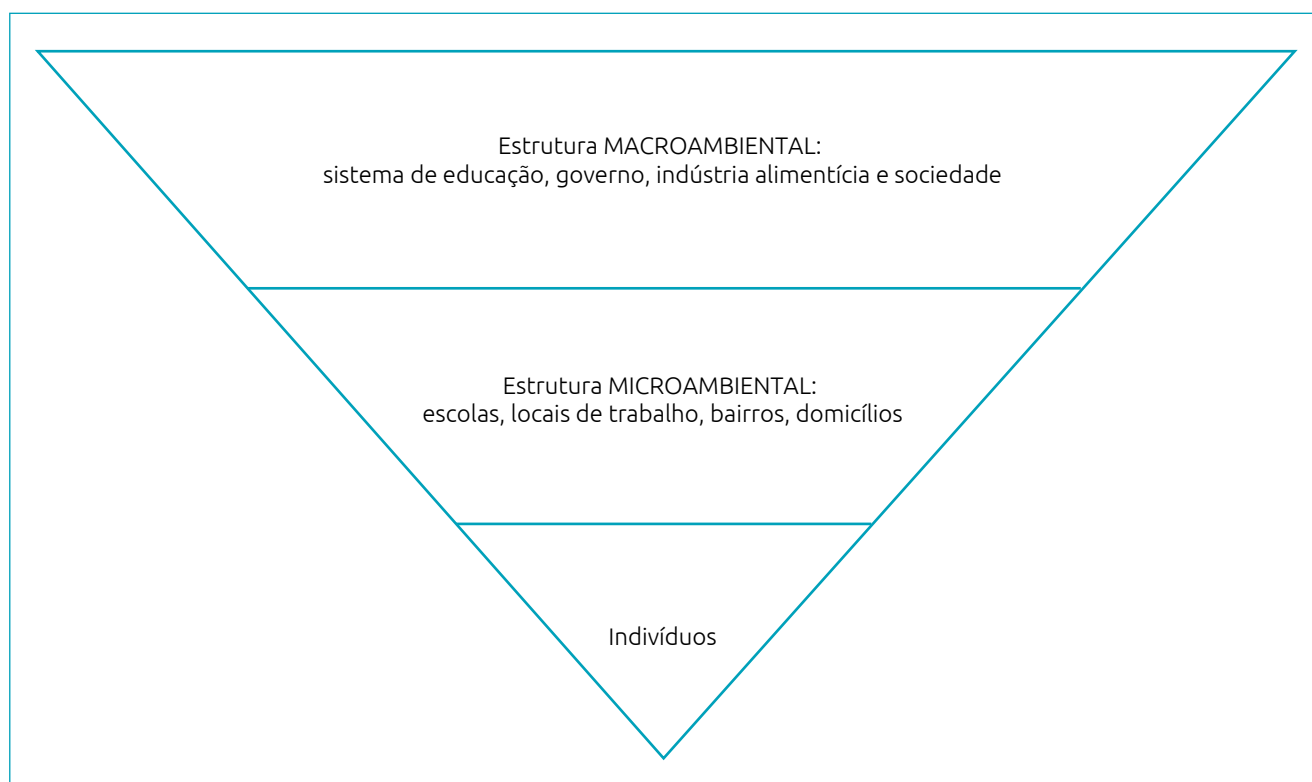 Estrutura MACROAMBIENTAL:
sistema de educação, governo, indústria alimentícia e sociedade
Estrutura MICROAMBIENTAL:
escolas, locais de trabalho, bairros, domicílios
Indivíduos